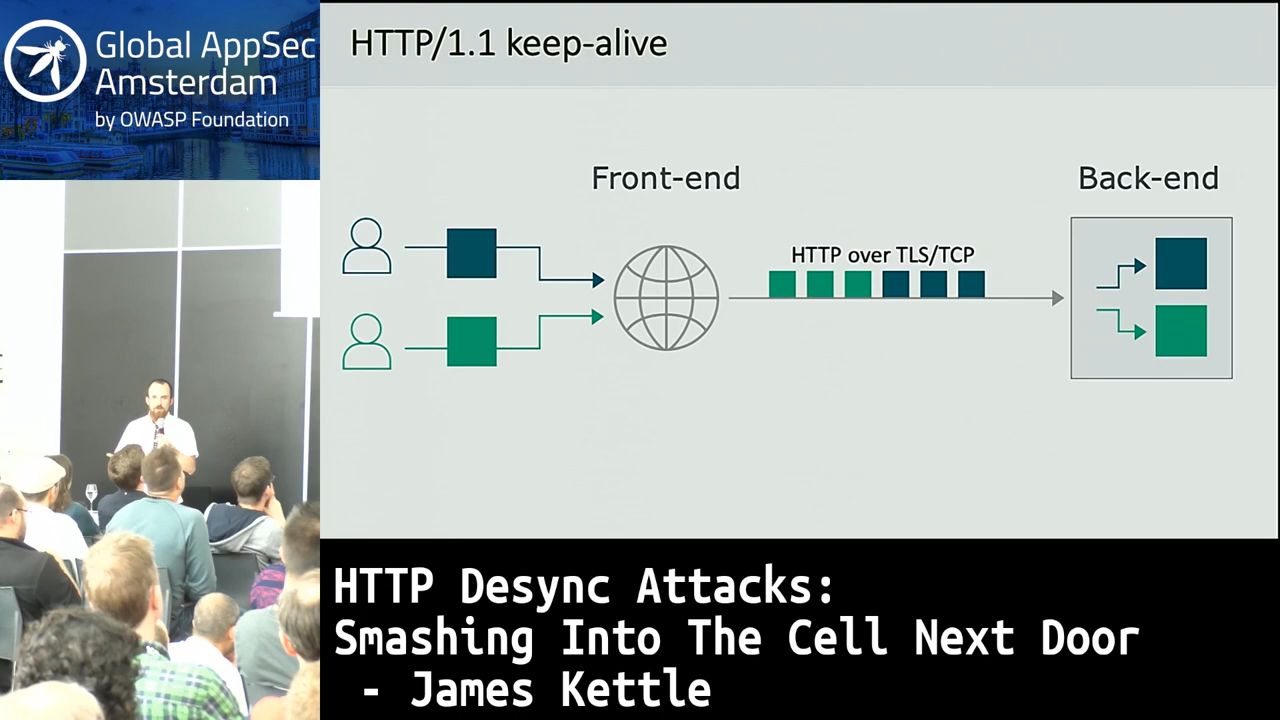 Global AppSec
Amsterdam
by OWASP Foundation
HTTP/1.1 keep-alive
Front-end
Back-end
HTTP over TLS/TCP
HTTP Desync Attacks:
Smashing Into The Cell Next Door
- James Kettle